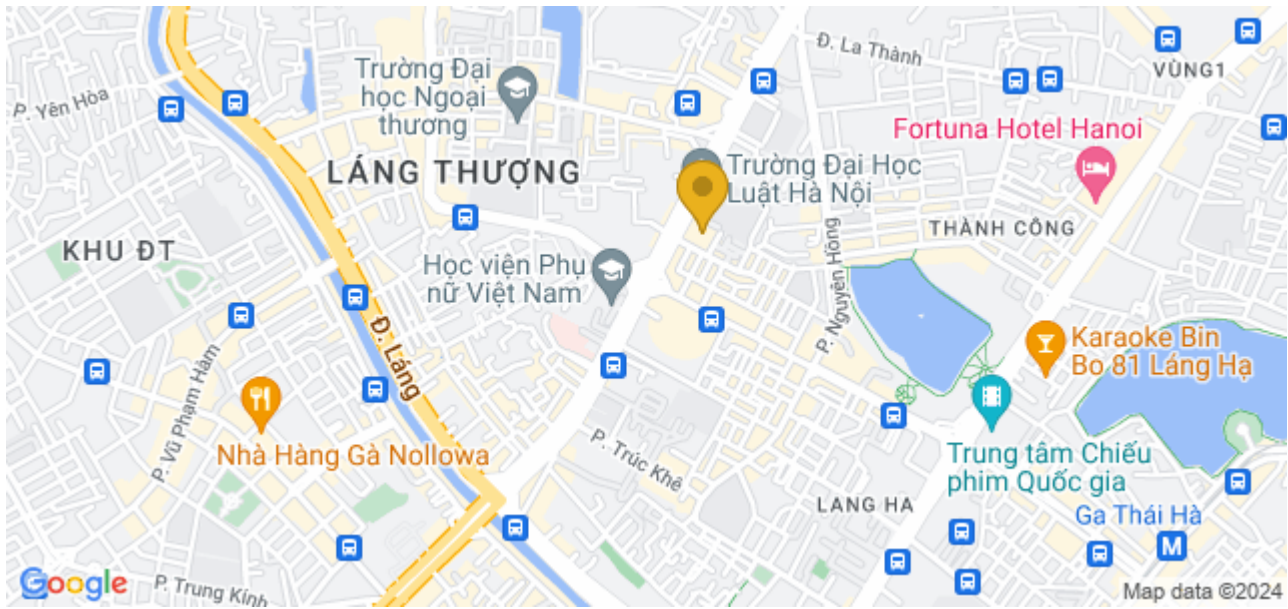 Đ. La Thành
VÙNG1
Trường Đại
học Ngoại
thương
P. Yên Hòa
Fortuna Hotel Hanoi
LÁNG THƯỢNG
Trường Đại Học
Luật Hà Nội
THÀNH CÔNG
KHU ĐT
Học viện Phụ
nữ Việt Nam
P. Nguyên Hồng
Đ. Láng
Karaoke Bin
Bo 81 Láng Hạ
P. Vũ Phạm Hàm
Nhà Hàng Gà Nollowa
P. Trúc Khê
Trung tâm Chiếu
phim Quốc gia
LANG HA
Ga Thái Hà
M
Google
P. Trung Kính
Map data ©2024